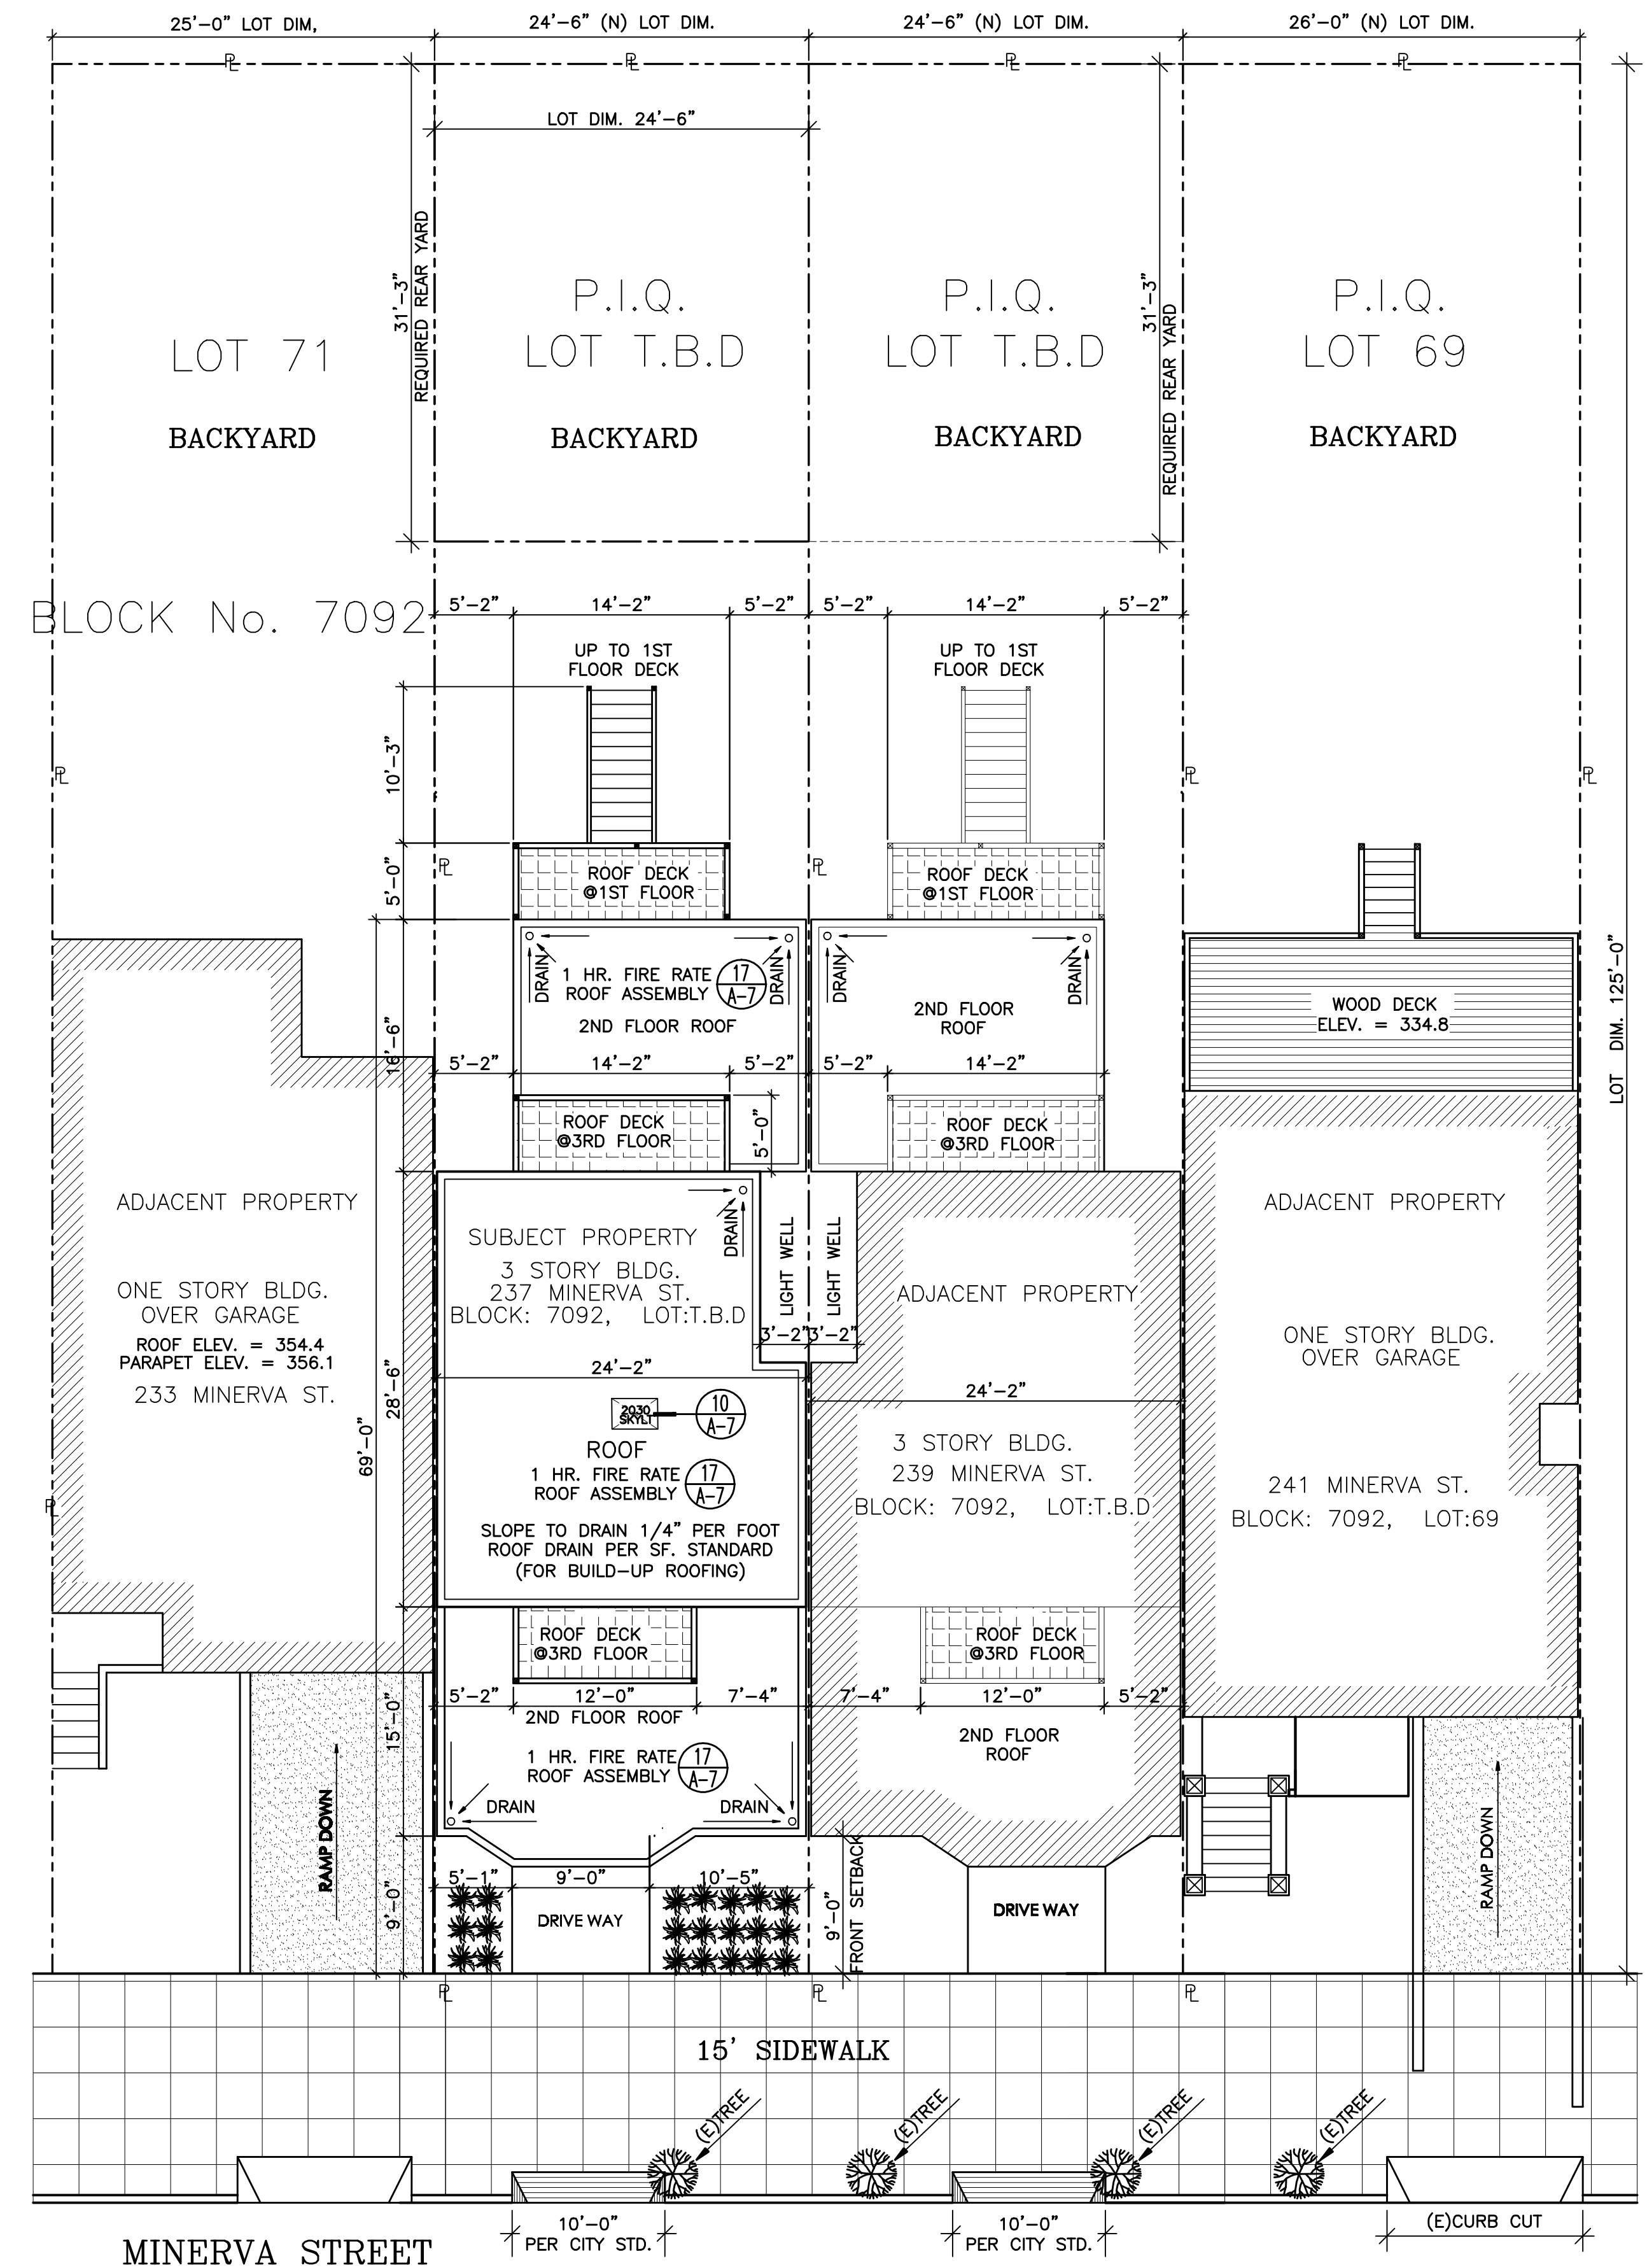 25'-0" LOT DIM,
24'-6" (N) LOT DIM.
24'-6" (N) LOT DIM.
26'-0" (N) LOT DIM.
PL
PL
PL
PL
LOT DIM. 24'-6"
31'-3"
REQUIRED REAR YARD
31'-3"
REQUIRED REAR YARD
LOT 71
BACKYARD
P.I.Q.
LOT T.B.D
BACKYARD
P.I.Q.
LOT T.B.D
BACKYARD
P.I.Q.
LOT 69
BACKYARD
BLOCK No. 7092
5'-2"
14'-2"
5'-2"
5'-2"
14'-2"
5'-2"
UP TO 1ST
FLOOR DECK
UP TO 1ST
FLOOR DECK
10'-3"
PL
PL
PL
5'-0"
PL
ROOF DECK
@1ST FLOOR
PL
ROOF DECK
@1ST FLOOR
DRAIN
1 HR. FIRE RATE
ROOF ASSEMBLY
17
A-7
DRAIN
2ND FLOOR ROOF
DRAIN
2ND FLOOR
ROOF
DRAIN
WOOD DECK
ELEV. = 334.8
LOT DIM. 125'-0"
16'-6"
5'-2"
14'-2"
5'-2"
5'-2"
14'-2"
ROOF DECK
@3RD FLOOR
5'-0"
ROOF DECK
@3RD FLOOR
ADJACENT PROPERTY
ONE STORY BLDG.
OVER GARAGE
ROOF ELEV. = 354.4
PARAPET ELEV. = 356.1
233 MINERVA ST.
SUBJECT PROPERTY
3 STORY BLDG.
237 MINERVA ST.
BLOCK: 7092, LOT:T.B.D
DRAIN
LIGHT WELL
LIGHT WELL
3'-2"
3'-2"
ADJACENT PROPERTY
ADJACENT PROPERTY
ONE STORY BLDG.
OVER GARAGE
24'-2"
24'-2"
28'-6"
69'-0"
2030
SKYLT
10
A-7
ROOF
1 HR. FIRE RATE
ROOF ASSEMBLY
17
A-7
SLOPE TO DRAIN 1/4" PER FOOT
ROOF DRAIN PER SF. STANDARD
(FOR BUILD-UP ROOFING)
3 STORY BLDG.
239 MINERVA ST.
BLOCK: 7092, LOT:T.B.D
241 MINERVA ST.
BLOCK: 7092, LOT:69
PL
ROOF DECK
@3RD FLOOR
ROOF DECK
@3RD FLOOR
5'-2"
12'-0"
7'-4"
7'-4"
12'-0"
5'-2"
15'-0"
2ND FLOOR ROOF
1 HR. FIRE RATE
ROOF ASSEMBLY
17
A-7
2ND FLOOR
ROOF
DRAIN
DRAIN
RAMP DOWN
RAMP DOWN
9'-0"
5'-1"
9'-0"
10'-5"
DRIVE WAY
9'-0"
FRONT SETBACK
DRIVE WAY
PL
PL
PL
15' SIDEWALK
(E)TREE
(E)TREE
(E)TREE
(E)TREE
10'-0"
PER CITY STD.
10'-0"
PER CITY STD.
(E)CURB CUT
MINERVA STREET